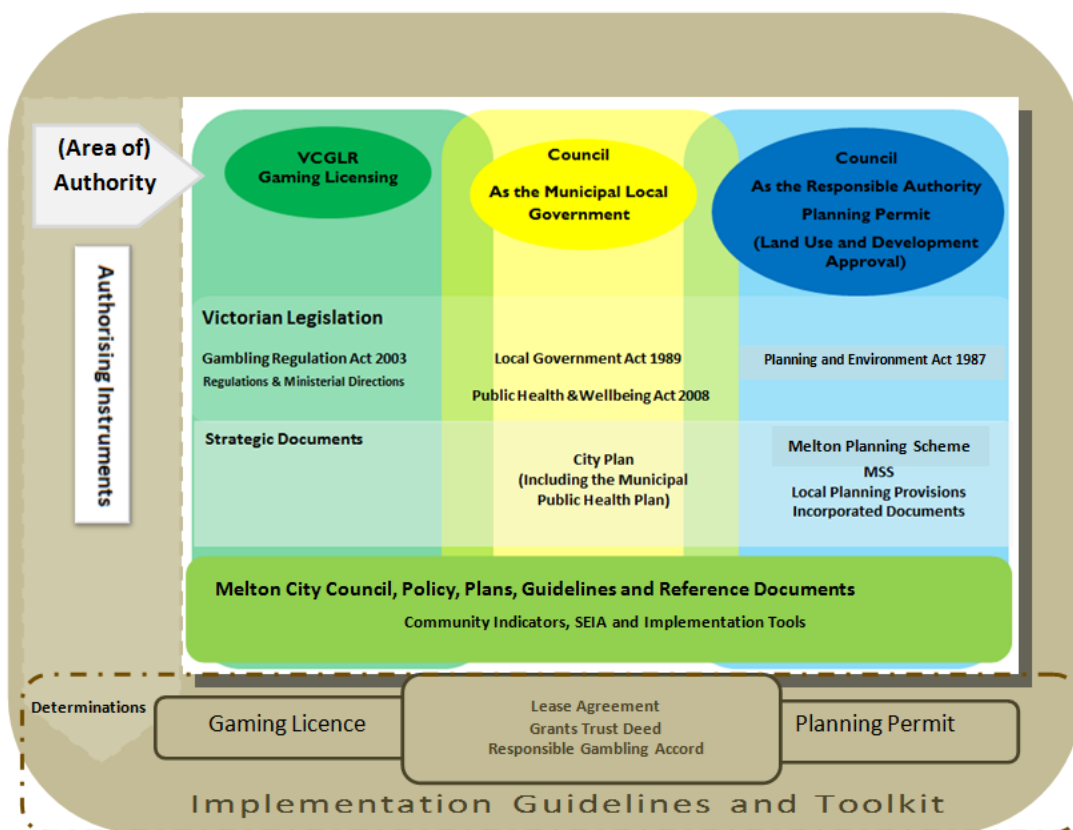 (Area of)
Authority
VCGLR
Gaming Licensing
Council
As the Municipal Local
Government
Council
As the Responsible Authority
Planning Permit
(Land Use and Development
Approval)
Authorising Instruments
Victorian Legislation
Gambling Regulation Act 2003
Regulations & Ministerial Directions
Local Government Act 1989
Public Health & Wellbeing Act 2008
Planning and Environment Act 1987
Strategic Documents
City Plan
(Including the Municipal
Public Health Plan)
Melton Planning Scheme
MSS
Local Planning Provisions
Incorporated Documents
Melton City Council, Policy, Plans, Guidelines and Reference Documents
Community Indicators, SEIA and Implementation Tools
Determinations
Gaming Licence
Lease Agreement
Grants Trust Deed
Responsible Gambling Accord
Planning Permit
Implementation Guidelines and Toolkit